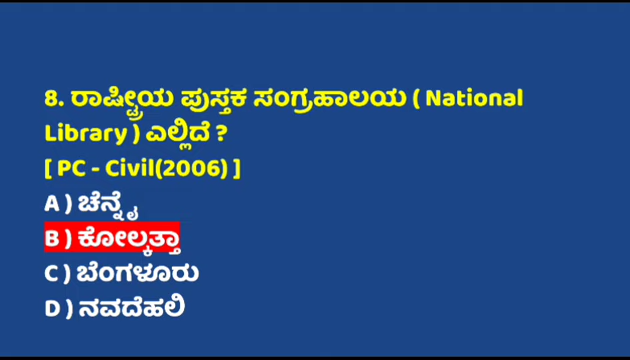 8. ರಾಷ್ಟ್ರೀಯ ಪುಸ್ತಕ ಸಂಗ್ರಹಾಲಯ ( National
Library ) ಎಲ್ಲಿದೆ ?
[ PC - Civil(2006) ]
A ) ಚೆನ್ನೈ
B ) ಕೋಲ್ಕತ್ತಾ
C ) ಬೆಂಗಳೂರು
D ) ನವದೆಹಲಿ